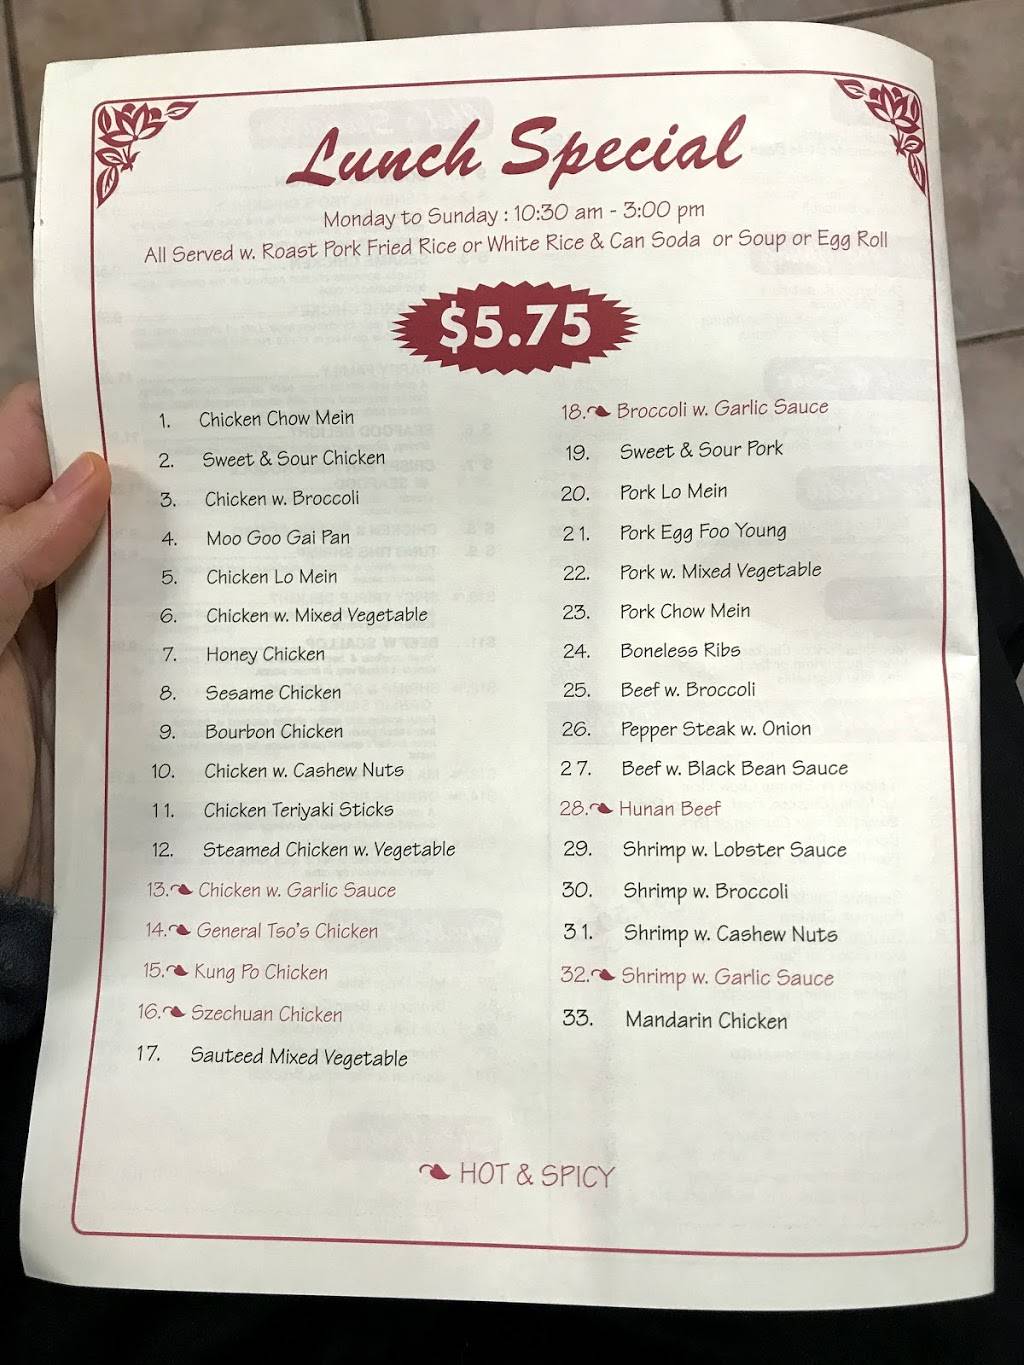 Lunch Special
Monday to Sunday : 10:30 am - 3:00 pm
All Served w. Roast Pork Fried Rice or White Rice & Can Soda or Soup or Egg Roll
$5.75
1. Chicken Chow Mein
2. Sweet & Sour Chicken
3. Chicken w. Broccoli
4. Moo Goo Gai Pan
5. Chicken Lo Mein
6. Chicken w. Mixed Vegetable
7. Honey Chicken
8. Sesame Chicken
9. Bourbon Chicken
10. Chicken w. Cashew Nuts
11. Chicken Teriyaki Sticks
12. Steamed Chicken w. Vegetable
13. Chicken w. Garlic Sauce
14. General Tso's Chicken
15. Kung Po Chicken
16. Szechuan Chicken
17. Sauteed Mixed Vegetable
18. Broccoli w. Garlic Sauce
19. Sweet & Sour Pork
20. Pork Lo Mein
21. Pork Egg Foo Young
22. Pork w. Mixed Vegetable
23. Pork Chow Mein
24. Boneless Ribs
25. Beef w. Broccoli
26. Pepper Steak w. Onion
27. Beef w. Black Bean Sauce
28. Hunan Beef
29. Shrimp w. Lobster Sauce
30. Shrimp w. Broccoli
31. Shrimp w. Cashew Nuts
32. Shrimp w. Garlic Sauce
33. Mandarin Chicken
HOT & SPICY